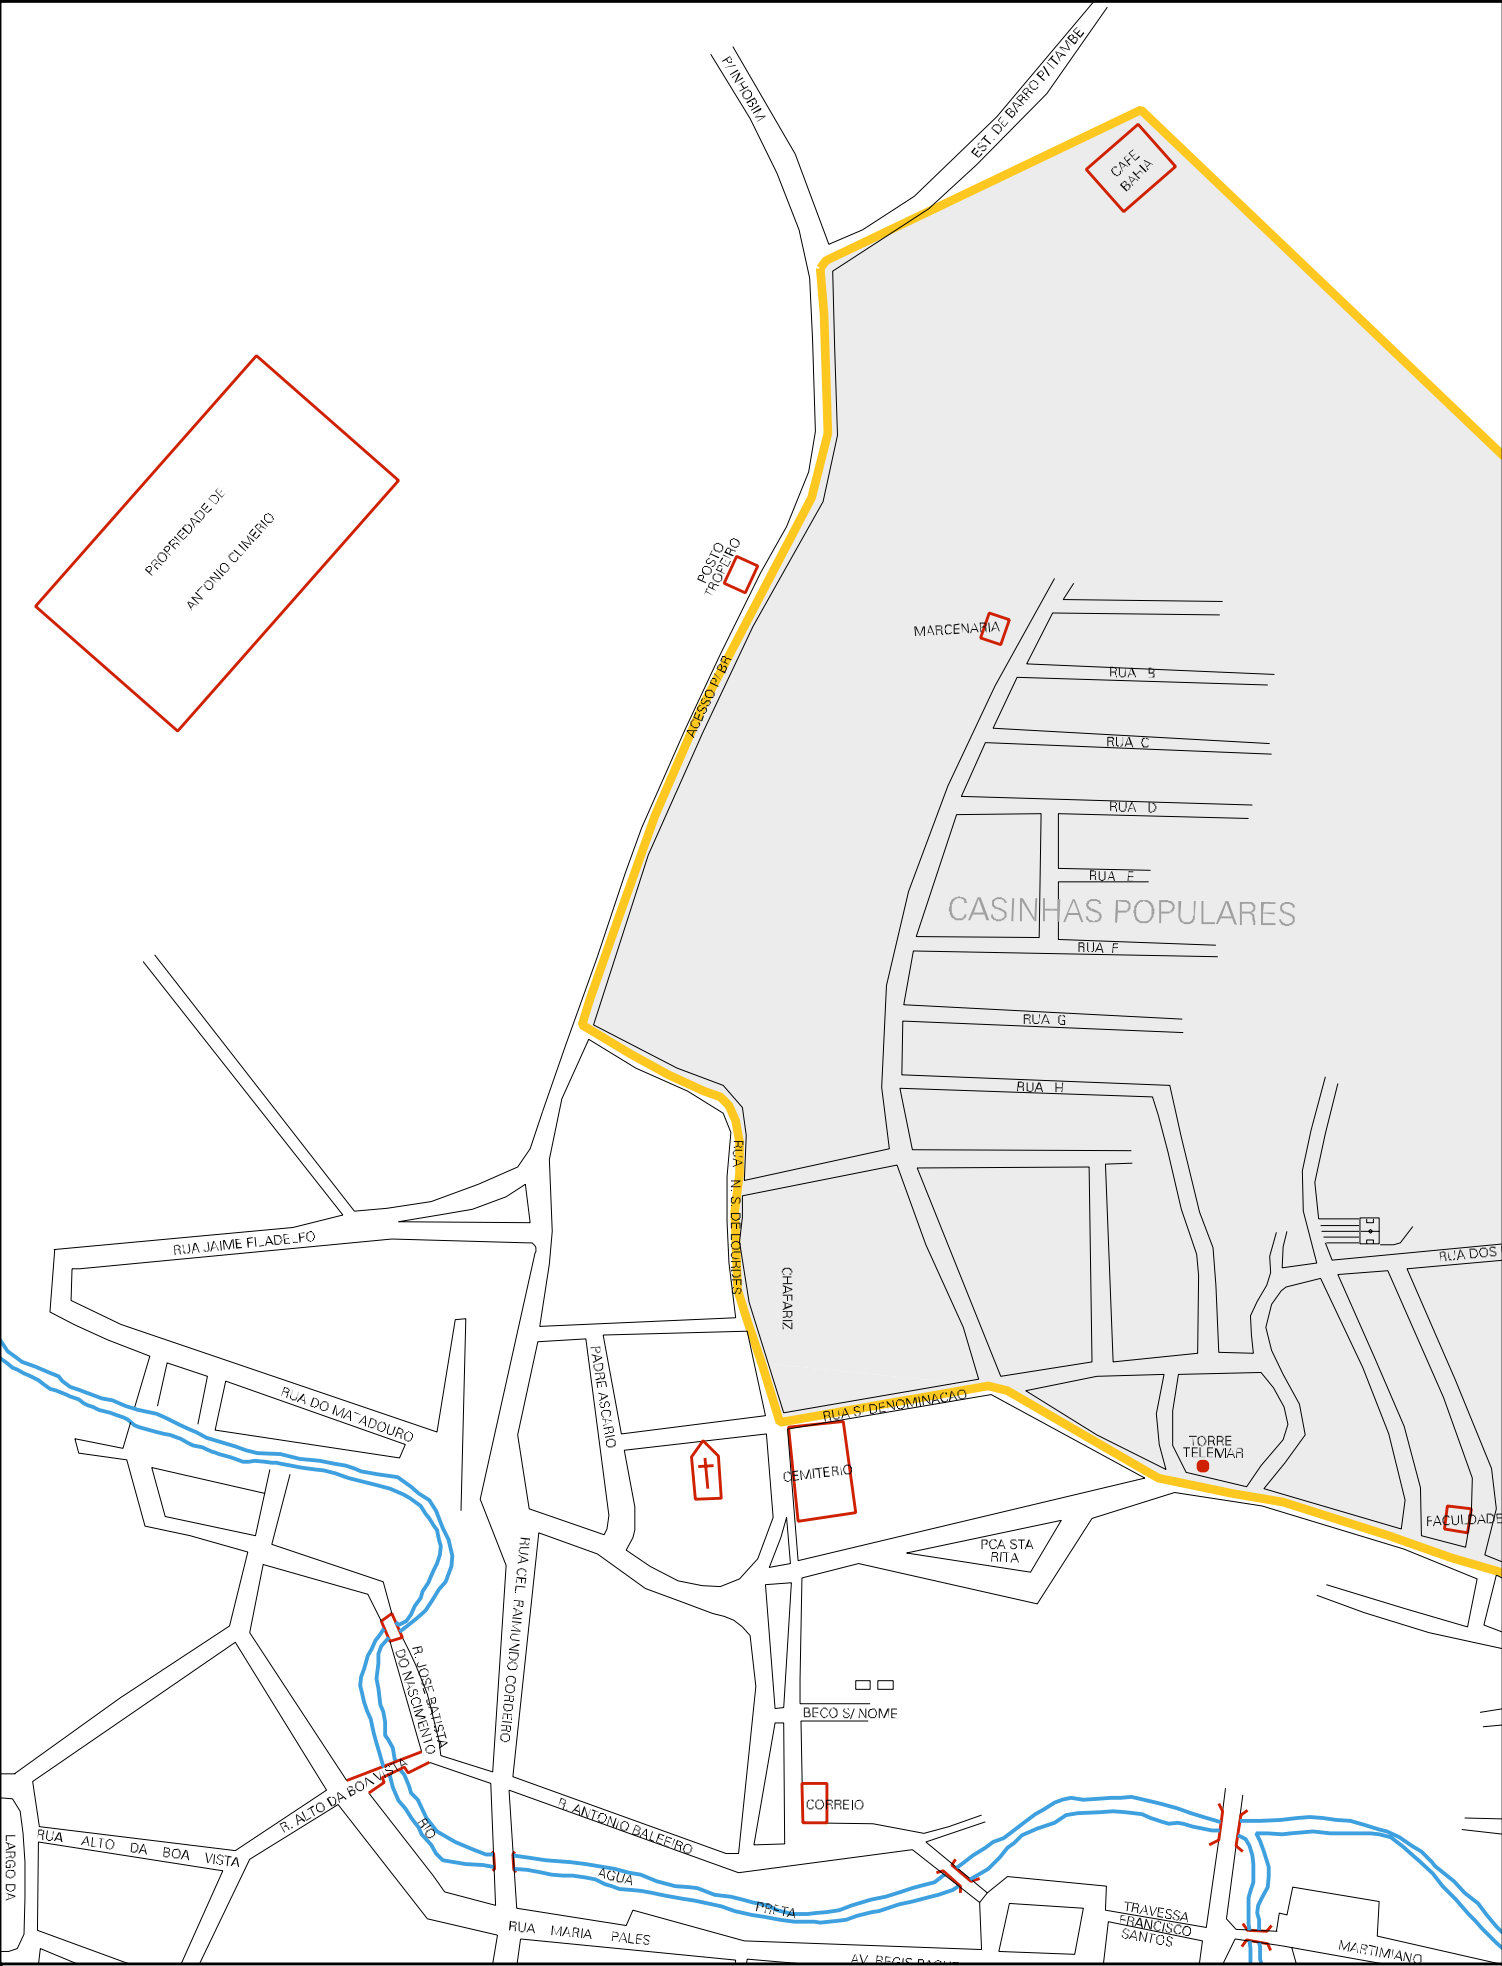 P/ INHOBIM
EST. DE BARRO P/ ITAMBE
CAFE
BAHIA
PROPRIEDADE DE
ANTONIO CLIMERIO
POSTO
TROPEIRO
MARCENARIA
ACESSO P/ BR
RUA B
RUA C
RUA D
RUA E
CASINHAS POPULARES
RUA F
RUA G
RUA H
RUA N. S. DE LOURDES
RUA JAIME FILADELFO
CHAFARIZ
RUA DOS
RUA DO MATADOURO
PADRE ASCARIO
RUA S/ DENOMINACAO
TORRE
TELEMAR
CEMITERIO
FACULDADE
PCA STA
RITA
RUA CEL. RAIMUNDO CORDEIRO
R. JOSE BATISTA
DO NASCIMENTO
BECO S/ NOME
R. ALTO DA BOA VISTA
CORREIO
R. ANTONIO BALEEIRO
RIO
AGUA
PRETA
RUA ALTO DA BOA VISTA
LARGO DA
RUA MARIA PALES
TRAVESSA
FRANCISCO
SANTOS
MARTIMIANO
AV. REGIS